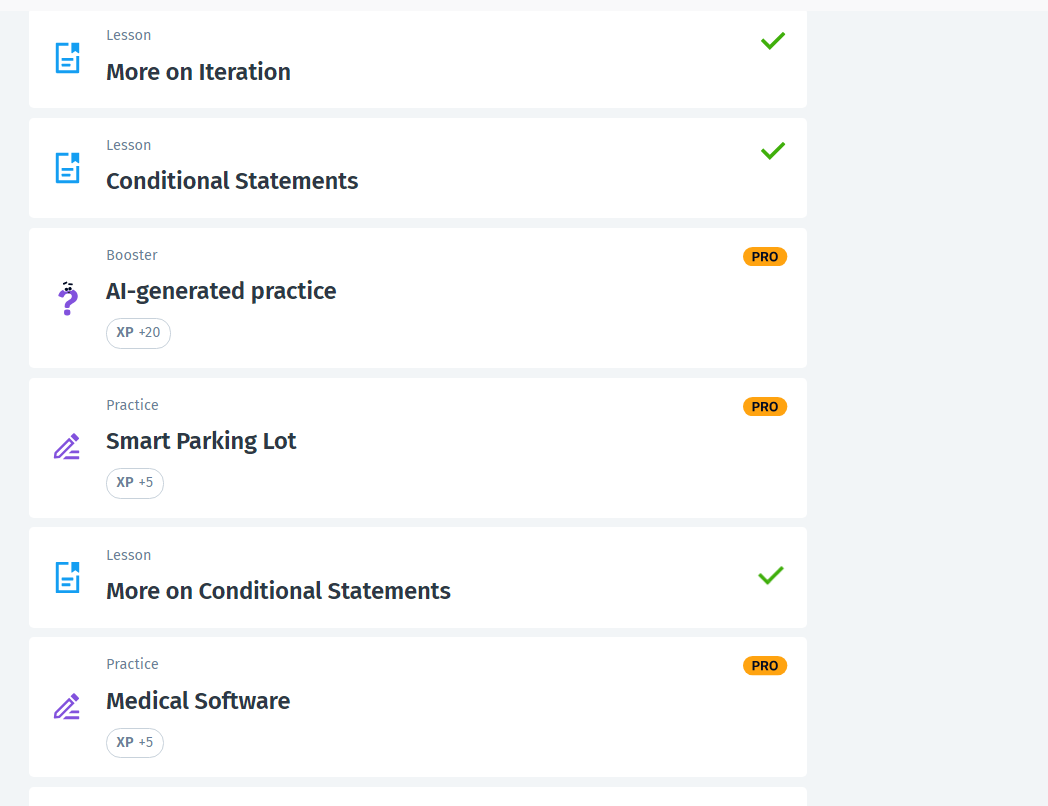 Lesson
More on Iteration
Lesson
Conditional Statements
Booster
PRO
AI-generated practice
XP +20
Practice
PRO
Smart Parking Lot
XP +5
Lesson
More on Conditional Statements
Practice
PRO
Medical Software
XP +5